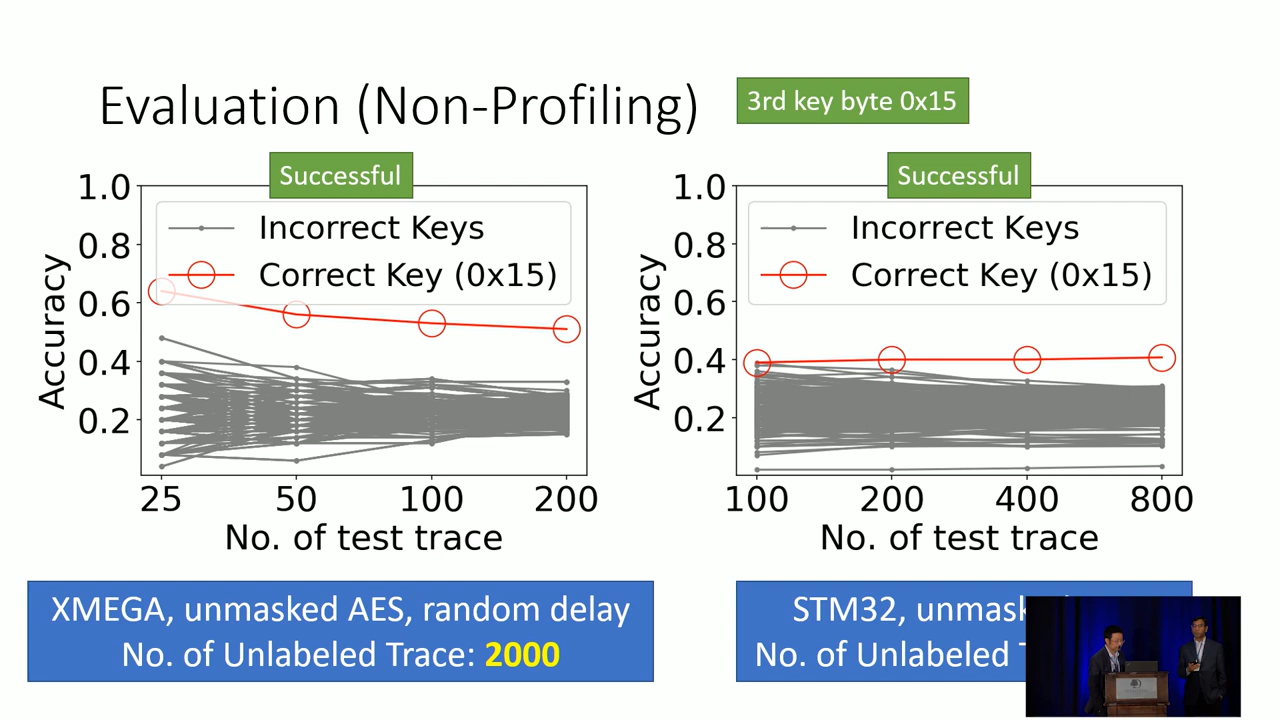 Evaluation (Non-Profiling)
3rd key byte 0x15
Successful
1.0
0.8
0.6
0.4
0.2
Accuracy
Incorrect Keys
Correct Key (0x15)
25 50 100 200
No. of test trace
XMEGA, unmasked AES, random delay
No. of Unlabeled Trace: 2000
Successful
1.0
0.8
0.6
0.4
0.2
Accuracy
Incorrect Keys
Correct Key (0x15)
100 200 400 800
No. of test trace
STM32,
No. of Unlabeled